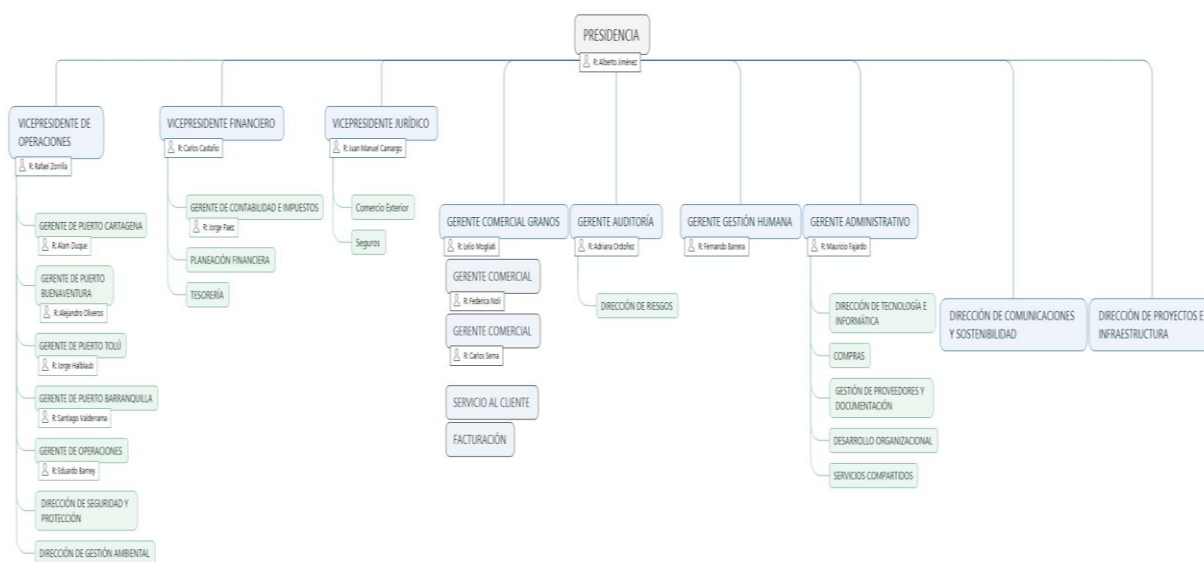 PRESIDENCIA
R: Alberto Jiménez
VICEPRESIDENTE DE
OPERACIONES
R: Rafael Zorrilla
GERENTE DE PUERTO CARTAGENA
R: Alam Duque
GERENTE DE PUERTO
BUENAVENTURA
R: Alejandro Oliveros
GERENTE DE PUERTO TOLÚ
R: Jorge Halblaub
GERENTE DE PUERTO BARRANQUILLA
R: Santiago Valderrama
GERENTE DE OPERACIONES
R: Eduardo Barney
DIRECCIÓN DE SEGURIDAD Y
PROTECCIÓN
DIRECCIÓN DE GESTIÓN AMBIENTAL
VICEPRESIDENTE FINANCIERO
R: Carlos Castaño
GERENTE DE CONTABILIDAD E IMPUESTOS
R: Jorge Paez
PLANEACIÓN FINANCIERA
TESORERÍA
VICEPRESIDENTE JURÍDICO
R: Juan Manuel Camargo
Comercio Exterior
Seguros
GERENTE COMERCIAL GRANOS
R: Lelio Mogliati
GERENTE COMERCIAL
R: Federica Noli
GERENTE COMERCIAL
R: Carlos Serna
SERVICIO AL CLIENTE
FACTURACIÓN
GERENTE AUDITORÍA
R: Adriana Ordoñez
DIRECCIÓN DE RIESGOS
GERENTE GESTIÓN HUMANA
R: Fernando Barrera
GERENTE ADMINISTRATIVO
R: Mauricio Fajardo
DIRECCIÓN DE TECNOLOGÍA E
INFORMÁTICA
COMPRAS
GESTIÓN DE PROVEEDORES Y
DOCUMENTACIÓN
DESARROLLO ORGANIZACIONAL
SERVICIOS COMPARTIDOS
DIRECCIÓN DE COMUNICACIONES
Y SOSTENIBILIDAD
DIRECCIÓN DE PROYECTOS E
INFRAESTRUCTURA